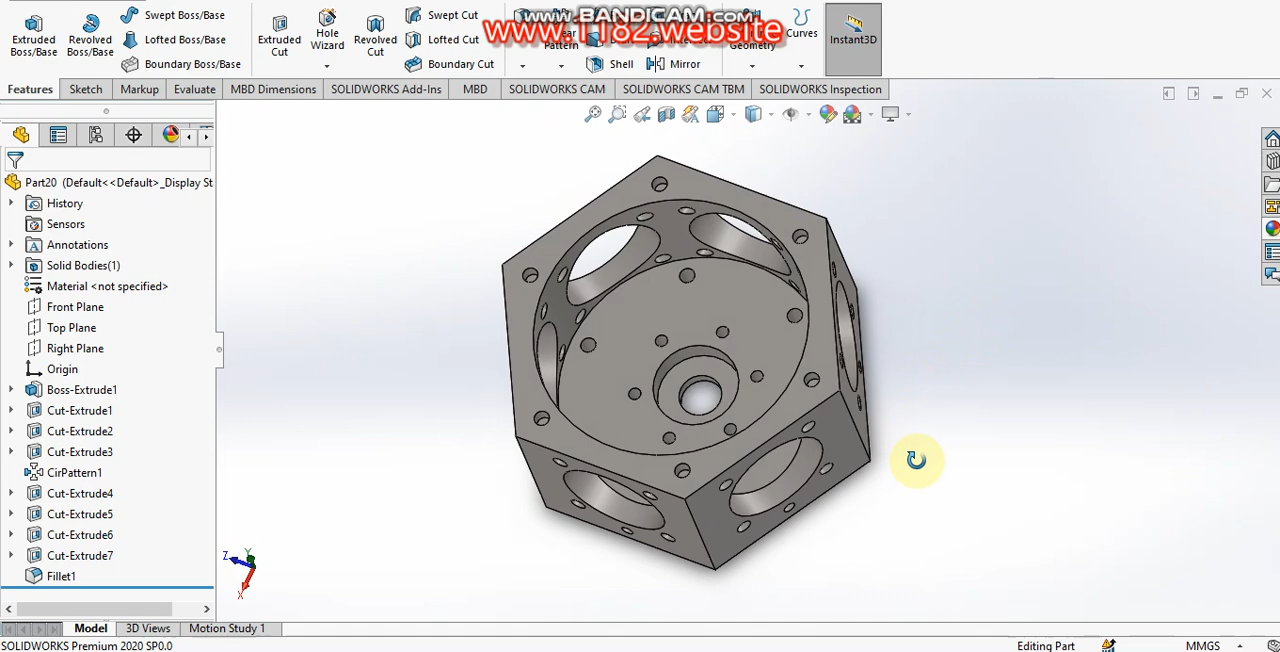 www.BANDICAM.com
www.1182.website
Extruded Boss/Base
Revolved Boss/Base
Swept Boss/Base
Lofted Boss/Base
Boundary Boss/Base
Extruded Cut
Hole Wizard
Revolved Cut
Swept Cut
Lofted Cut
Boundary Cut
Pattern
Shell
Mirror
Geometry
Curves
Instant3D
Features
Sketch
Markup
Evaluate
MBD Dimensions
SOLIDWORKS Add-Ins
MBD
SOLIDWORKS CAM
SOLIDWORKS CAM TBM
SOLIDWORKS Inspection
Part20 (Default<<Default>_Display St
History
Sensors
Annotations
Solid Bodies(1)
Material <not specified>
Front Plane
Top Plane
Right Plane
Origin
Boss-Extrude1
Cut-Extrude1
Cut-Extrude2
Cut-Extrude3
CirPattern1
Cut-Extrude4
Cut-Extrude5
Cut-Extrude6
Cut-Extrude7
Fillet1
Z
Y
X
Model
3D Views
Motion Study 1
SOLIDWORKS Premium 2020 SP0.0
Editing Part
MMGS